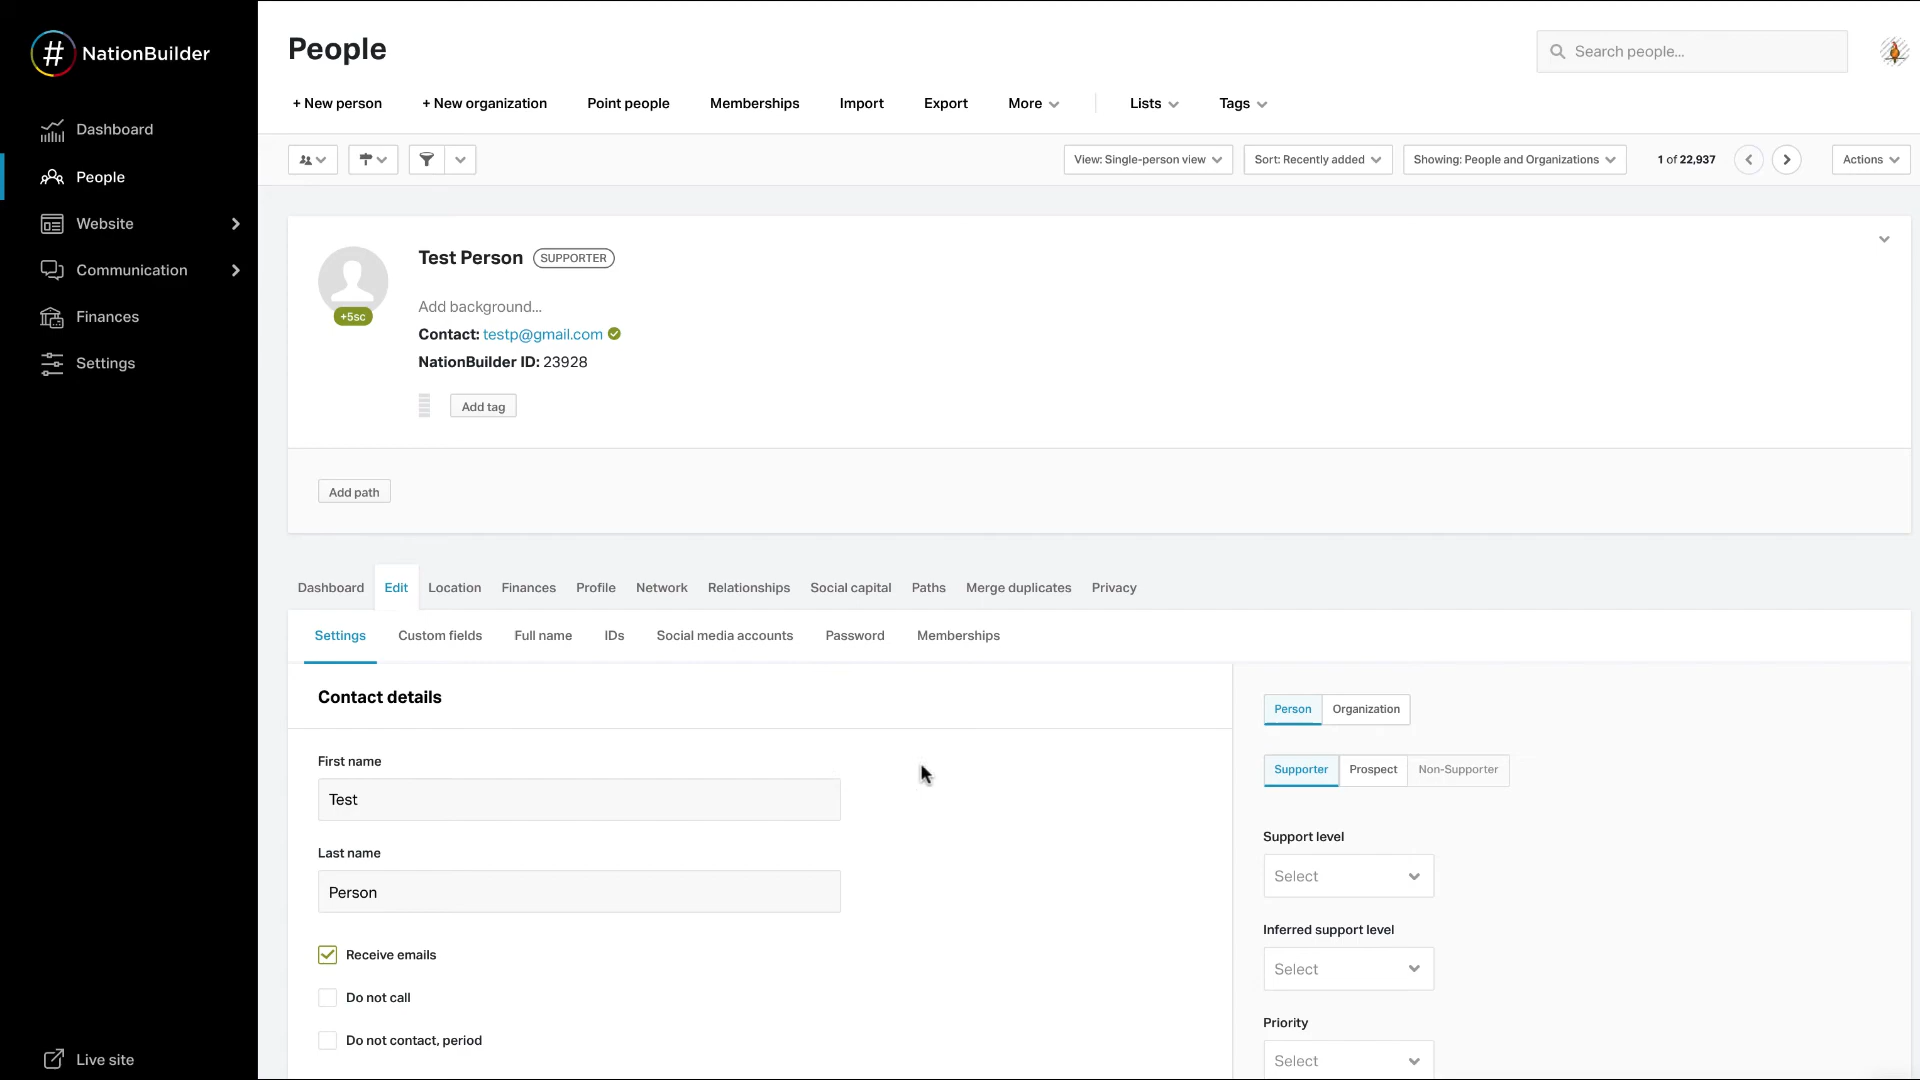 # NationBuilder
Dashboard
People
Website
Communication
Finances
Settings
Live site
People
Search people...
+ New person + New organization Point people Memberships Import Export More Lists Tags
View: Single-person view Sort: Recently added Showing: People and Organizations 1 of 22,937 Actions
Test Person SUPPORTER
+5sc
Add background...
Contact: testp@gmail.com
NationBuilder ID: 23928
Add tag
Add path
Dashboard Edit Location Finances Profile Network Relationships Social capital Paths Merge duplicates Privacy
Settings Custom fields Full name IDs Social media accounts Password Memberships
Contact details
First name
Test
Last name
Person
Receive emails
Do not call
Do not contact, period
Person Organization
Supporter Prospect Non-Supporter
Support level
Select
Inferred support level
Select
Priority
Select